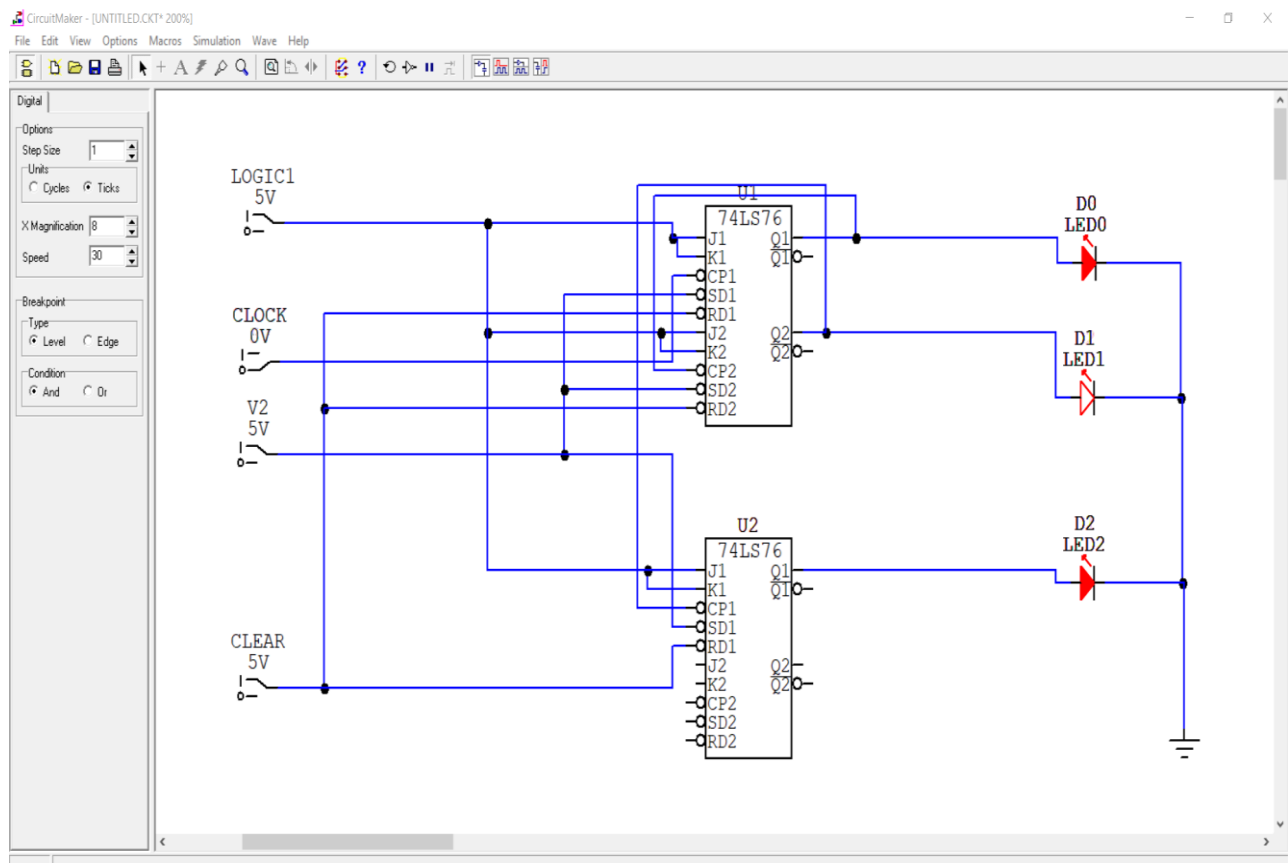 CircuitMaker - [UNTITLED.CKT* 200%]
File Edit View Options Macros Simulation Wave Help
Digital
Options
Step Size 1
Units
Cycles Ticks
X Magnification 8
Speed 30
Breakpoint
Type
Level Edge
Condition
And Or
LOGIC1
5V
CLOCK
0V
V2
5V
CLEAR
5V
U1
74LS76
J1 Q1
K1 Q1
CP1
SD1
RD1
J2 Q2
K2 Q2
CP2
SD2
RD2
U2
74LS76
J1 Q1
K1 Q1
CP1
SD1
RD1
J2 Q2
K2 Q2
CP2
SD2
RD2
D0
LED0
D1
LED1
D2
LED2